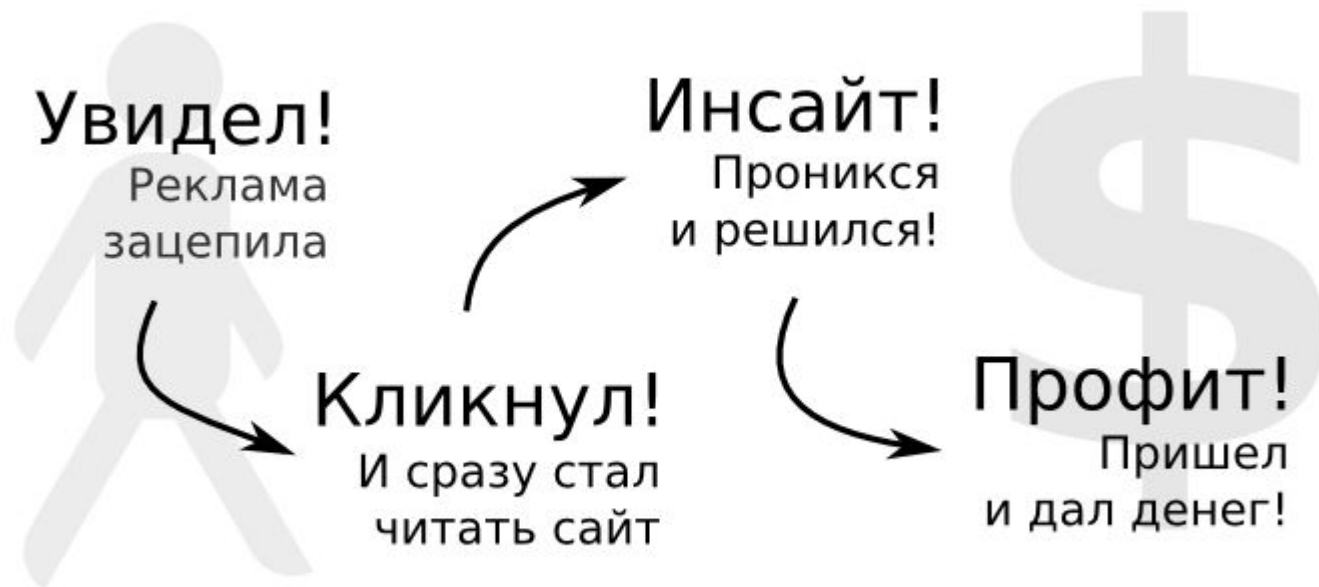 Увидел!
Реклама
зацепила
Кликнул!
И сразу стал
читать сайт
Инсайт!
Проникся
и решился!
Профит!
Пришел
и дал денег!
$